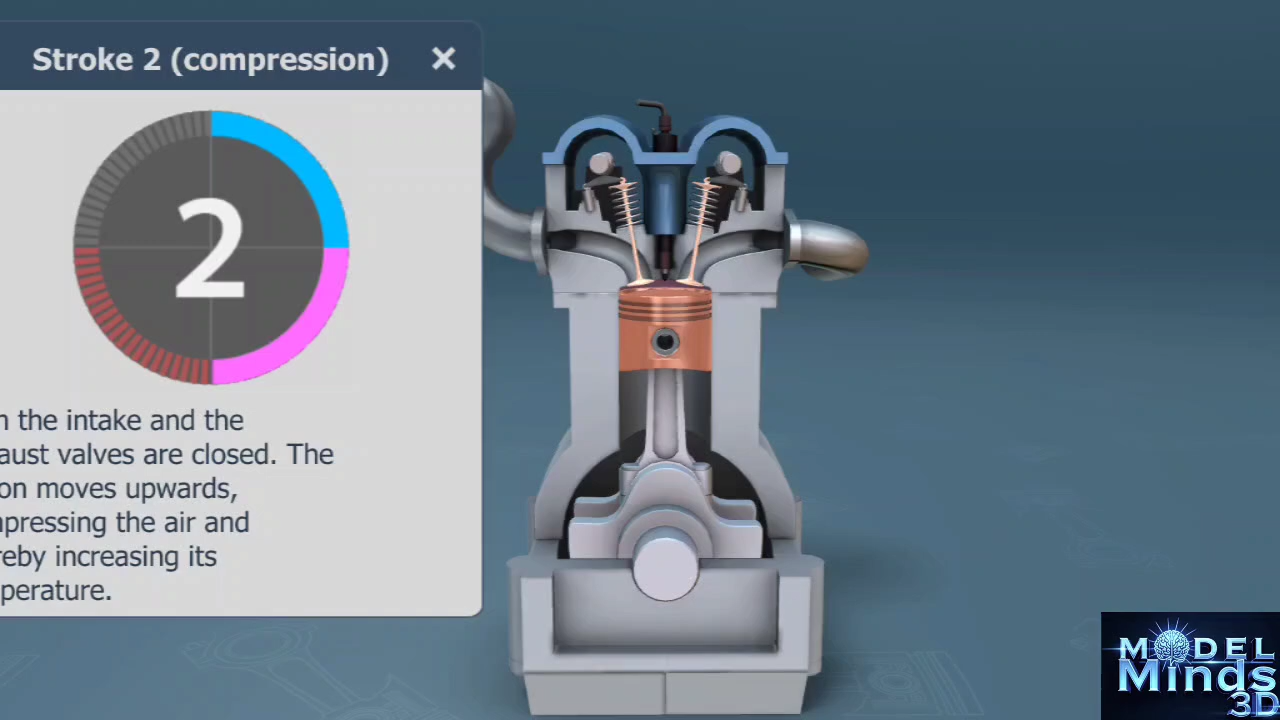 Stroke 2 (compression)
2
n the intake and the
aust valves are closed. The
on moves upwards,
npressing the air and
reby increasing its
perature.
MODEL
Minds
3D